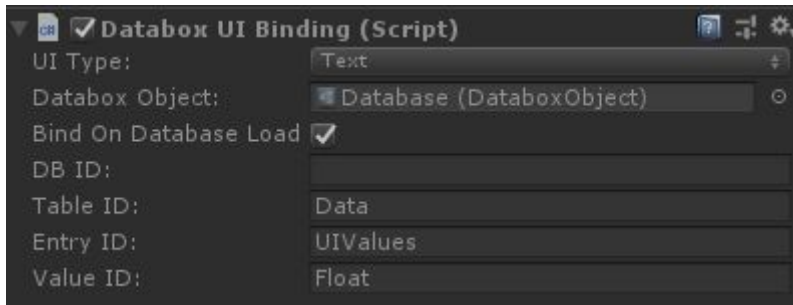 Databox UI Binding (Script)
UI Type: Text
Databox Object: Database (DataboxObject)
Bind On Database Load
DB ID:
Table ID: Data
Entry ID: UIValues
Value ID: Float